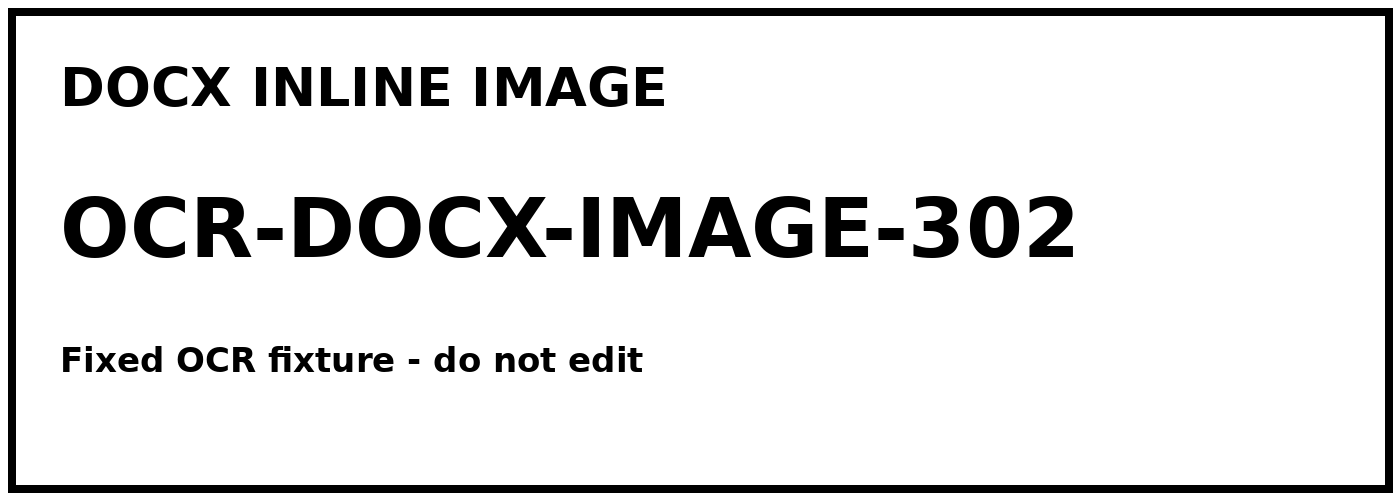 DOCX INLINE IMAGE
OCR-DOCX-IMAGE-302
Fixed OCR fixture - do not edit